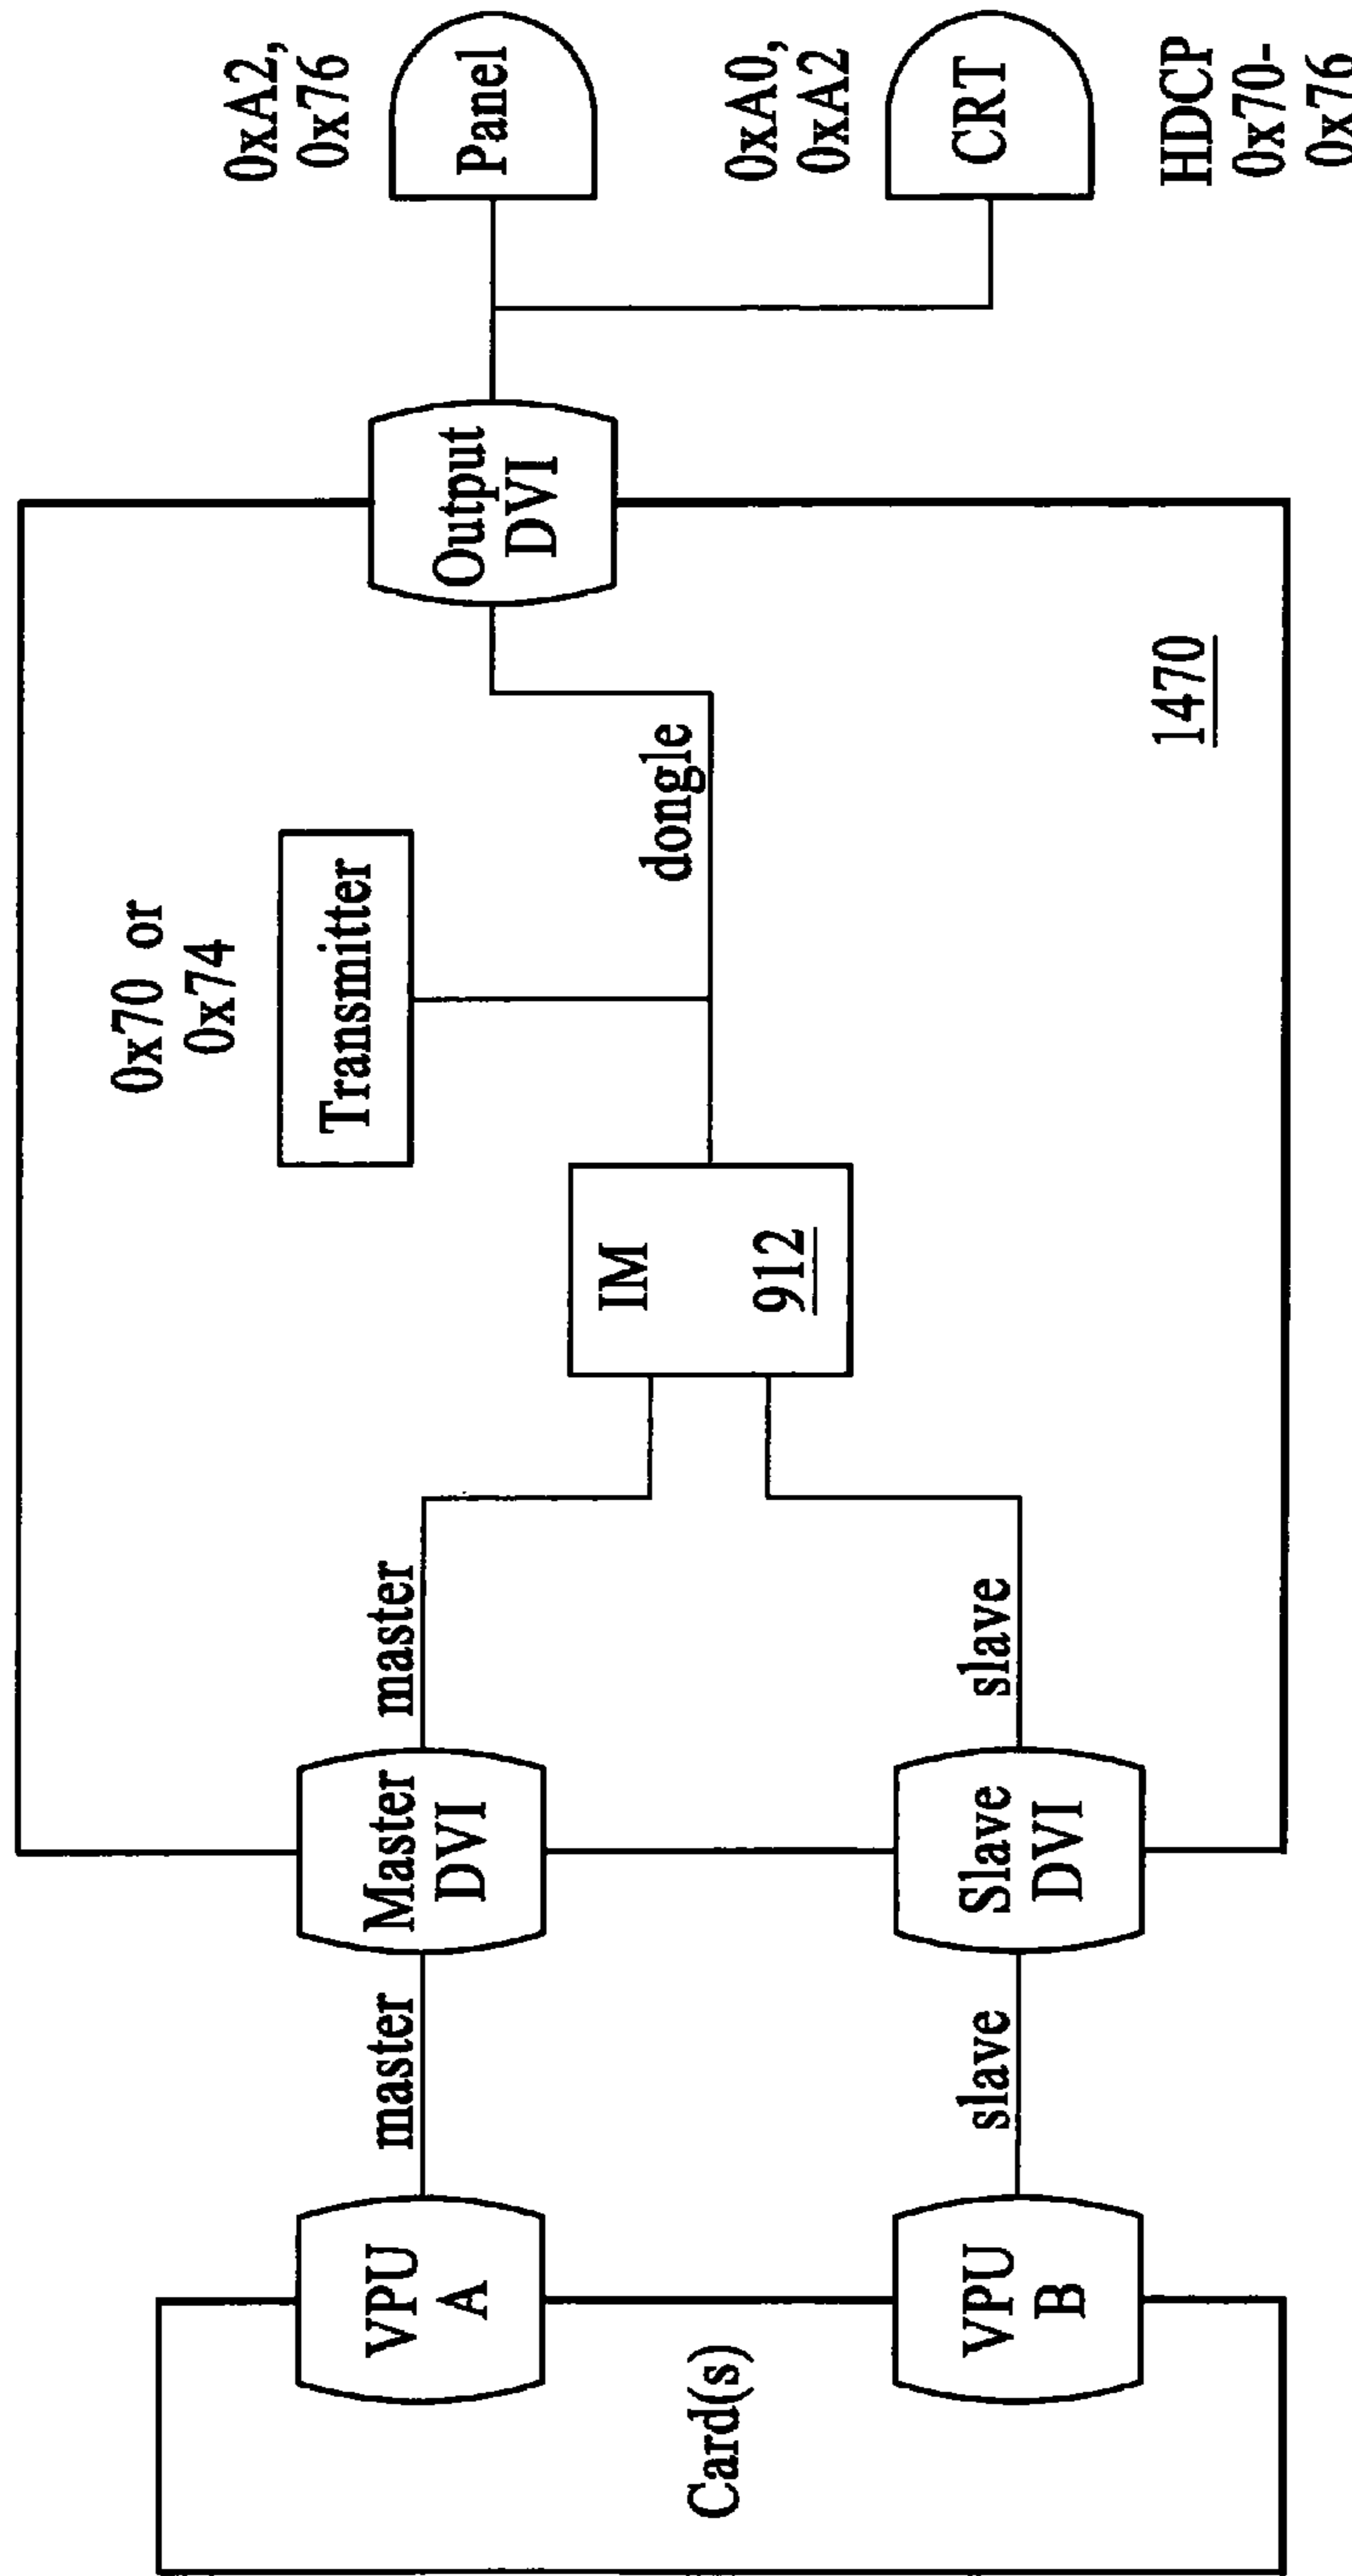 Card(s)
VPU
A
VPU
B
master
slave
Master
DVI
Slave
DVI
master
slave
IM
912
0x70 or
0x74
Transmitter
dongle
1470
Output
DVI
0xA2,
0x76
Panel
0xA0,
0xA2
CRT
HDCP
0x70-
0x76